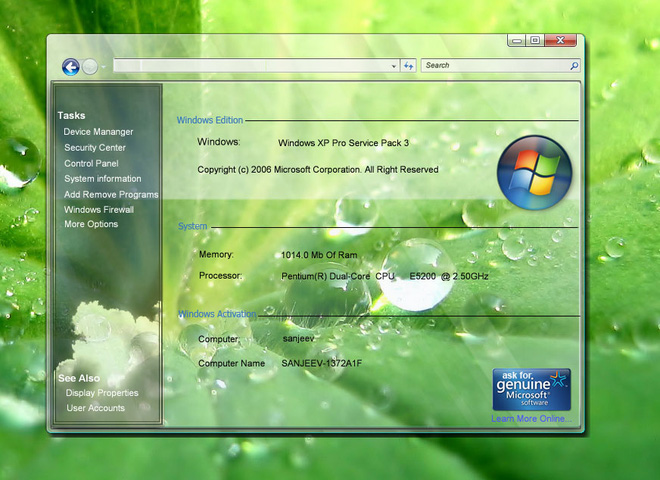 Search
Tasks
Device Manager
Security Center
Control Panel
System information
Add Remove Programs
Windows Firewall
More Options
See Also
Display Properties
User Accounts
Windows Edition
Windows: Windows XP Pro Service Pack 3
Copyright (c) 2006 Microsoft Corporation. All Right Reserved
System
Memory: 1014.0 Mb Of Ram
Processor: Pentium(R) Dual-Core CPU E5200 @ 2.50GHz
Windows Activation
Computer: sanjeev
Computer Name SANJEEV-1372A1F
ask for
genuine
Microsoft®
software
Learn More Online...